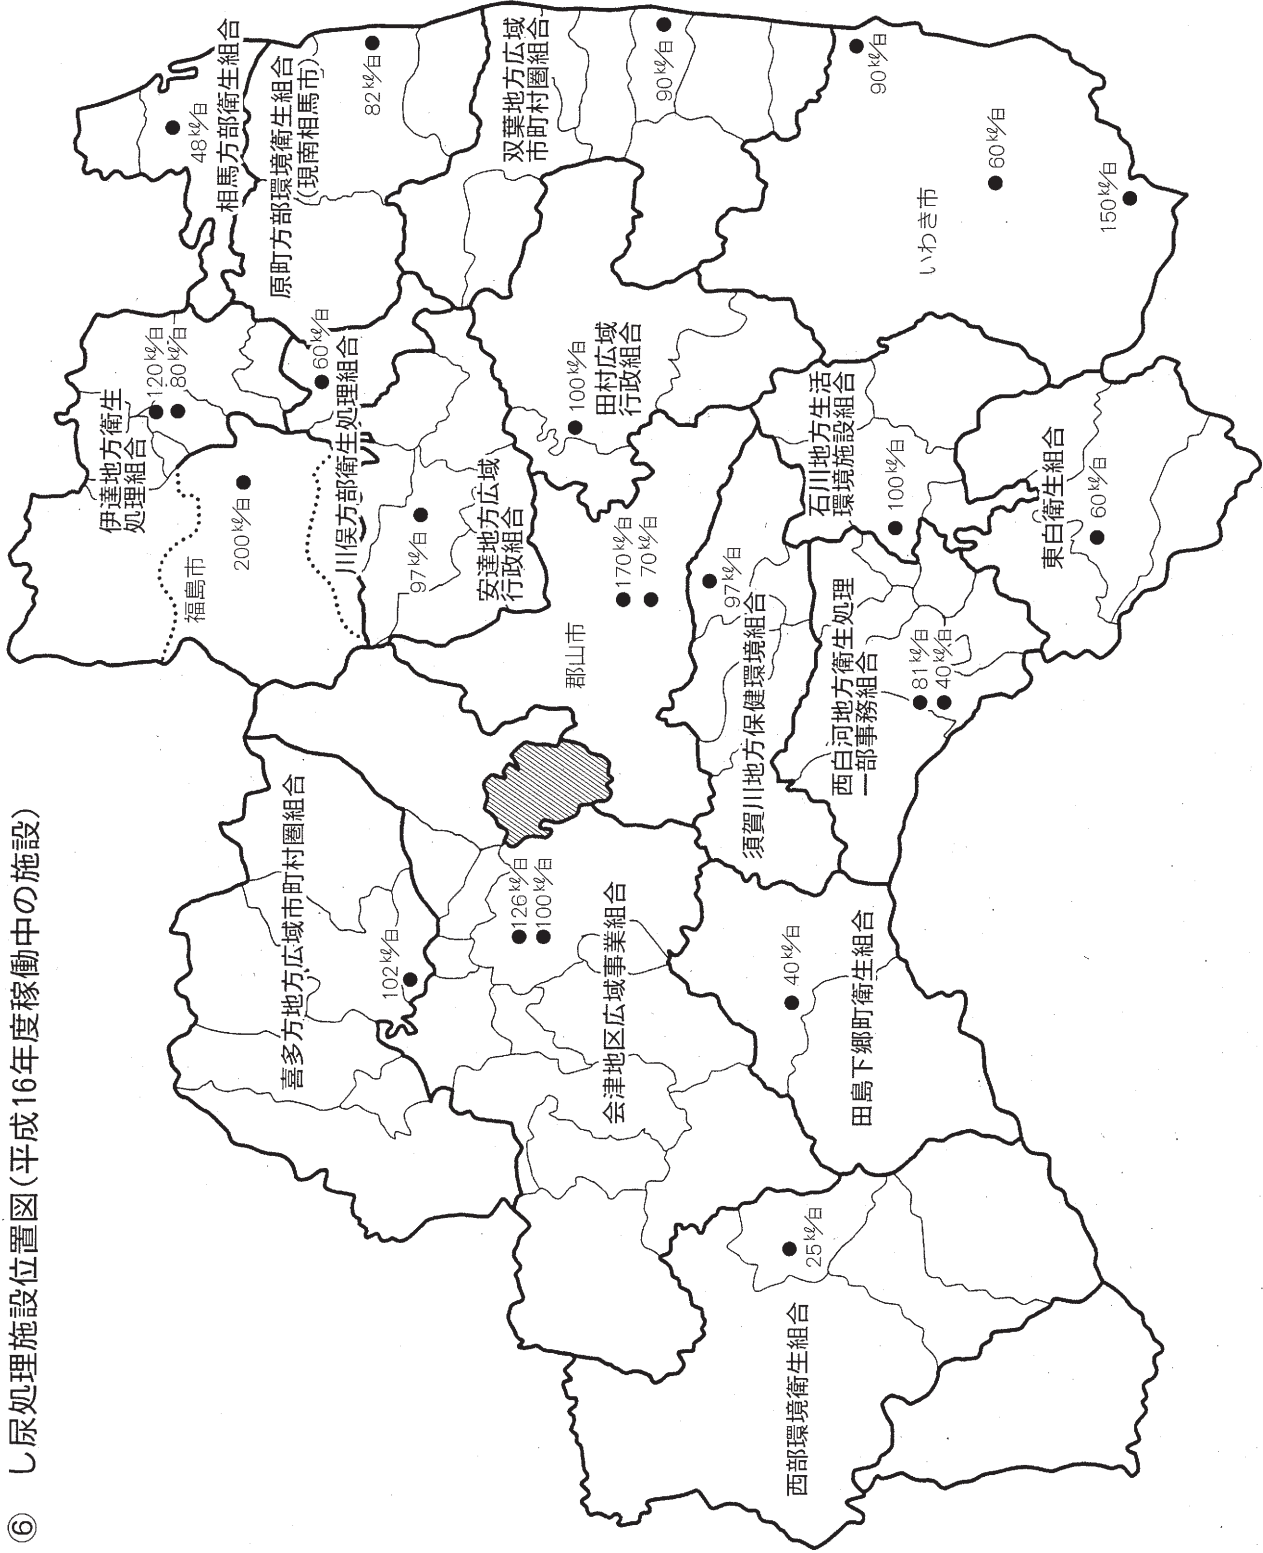 ⑥ し尿処理施設位置図（平成16年度稼働中の施設）
相馬方部衛生組合
48㎘/日
原町方部環境衛生組合
（現南相馬市）
82㎘/日
双葉地方広域
市町村圏組合
90㎘/日
いわき市
90㎘/日
60㎘/日
150㎘/日
伊達地方衛生
処理組合
120㎘/日
80㎘/日
福島市
200㎘/日
川俣方部衛生処理組合
60㎘/日
安達地方広域
行政組合
97㎘/日
田村広域
行政組合
100㎘/日
郡山市
170㎘/日
70㎘/日
石川地方生活
環境施設組合
100㎘/日
東白衛生組合
60㎘/日
須賀川地方保健環境組合
97㎘/日
西白河地方衛生処理
一部事務組合
81㎘/日
40㎘/日
喜多方地方広域市町村圏組合
102㎘/日
会津地区広域事業組合
126㎘/日
100㎘/日
田島下郷町衛生組合
40㎘/日
西部環境衛生組合
25㎘/日